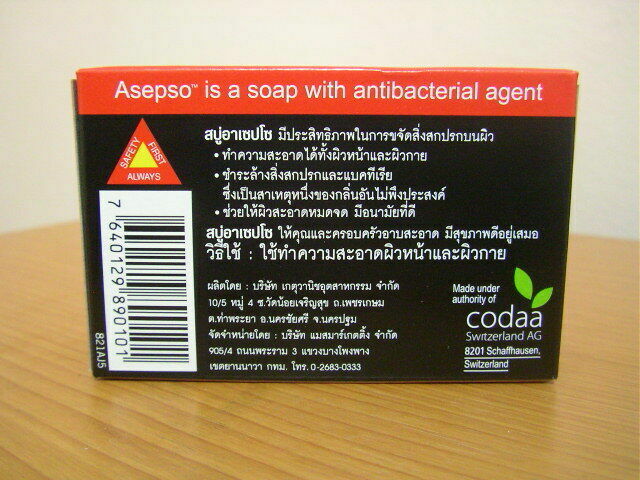 Asepso™ is a soap with antibacterial agent
SAFETY FIRST
ALWAYS
สบู่อาเซปโซ มีประสิทธิภาพในการขจัดสิ่งสกปรกบนผิว
• ทำความสะอาดได้ทั้งผิวหน้าและผิวกาย
• ชำระล้างสิ่งสกปรกและแบคทีเรีย
ซึ่งเป็นสาเหตุหนึ่งของกลิ่นอันไม่พึงประสงค์
• ช่วยให้ผิวสะอาดหมดจด มีอนามัยที่ดี
สบู่อาเซปโซ ให้คุณและครอบครัวอาบสะอาด มีสุขภาพดีอยู่เสมอ
วิธีใช้ : ใช้ทำความสะอาดผิวหน้าและผิวกาย
7 640129 890101
821AJ5
ผลิตโดย : บริษัท เกตุวานิชอุตสาหกรรม จำกัด
10/5 หมู่ 4 ซ.วัดน้อยเจริญสุข ถ.เพชรเกษม
ต.ท่าพระยา อ.นครชัยศรี จ.นครปฐม
จัดจำหน่ายโดย : บริษัท แมสมาร์เกตติ้ง จำกัด
905/4 ถนนพระราม 3 แขวงบางโพงพาง
เขตยานนาวา กทม. โทร. 0-2683-0333
Made under
authority of
codaa
Switzerland AG
8201 Schaffhausen,
Switzerland